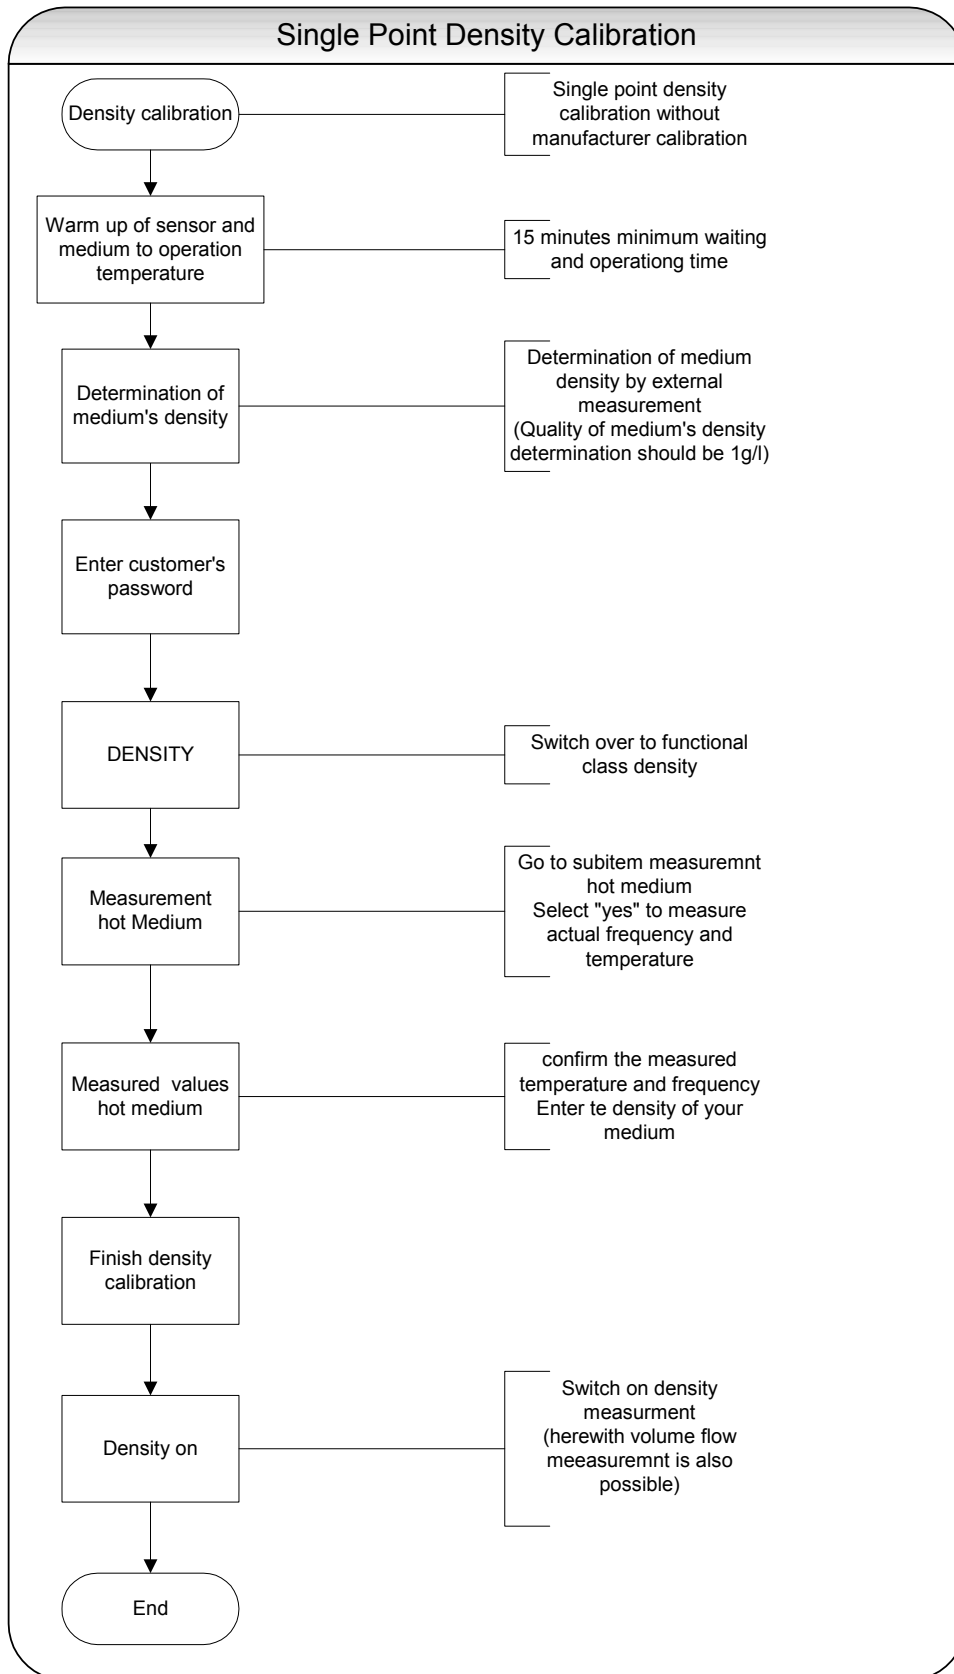 Single Point Density Calibration
Density calibration
Single point density
calibration without
manufacturer calibration
Warm up of sensor and
medium to operation
temperature
15 minutes minimum waiting
and operationg time
Determination of
medium's density
Determination of medium
density by external
measurement
(Quality of medium's density
determination should be 1g/l)
Enter customer's
password
DENSITY
Switch over to functional
class density
Measurement
hot Medium
Go to subitem measuremnt
hot medium
Select "yes" to measure
actual frequency and
temperature
Measured values
hot medium
confirm the measured
temperature and frequency
Enter te density of your
medium
Finish density
calibration
Density on
Switch on density
measurment
(herewith volume flow
meeasuremnt is also
possible)
End